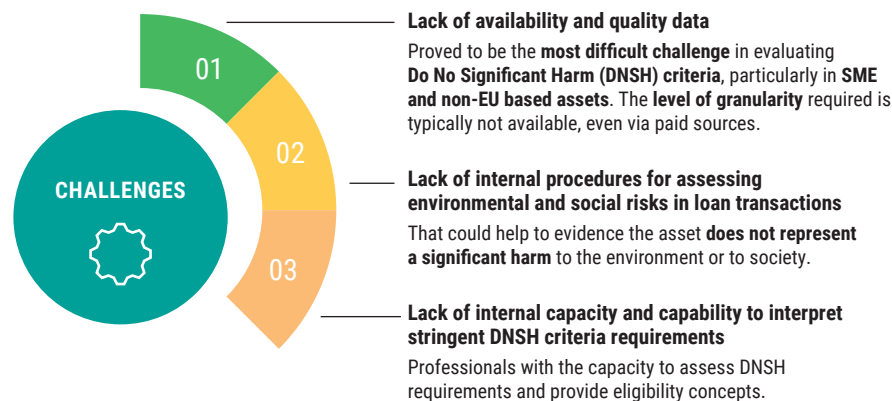 CHALLENGES
01
Lack of availability and quality data
Proved to be the most difficult challenge in evaluating
Do No Significant Harm (DNSH) criteria, particularly in SME
and non-EU based assets. The level of granularity required is
typically not available, even via paid sources.
02
Lack of internal procedures for assessing
environmental and social risks in loan transactions
That could help to evidence the asset does not represent
a significant harm to the environment or to society.
03
Lack of internal capacity and capability to interpret
stringent DNSH criteria requirements
Professionals with the capacity to assess DNSH
requirements and provide eligibility concepts.